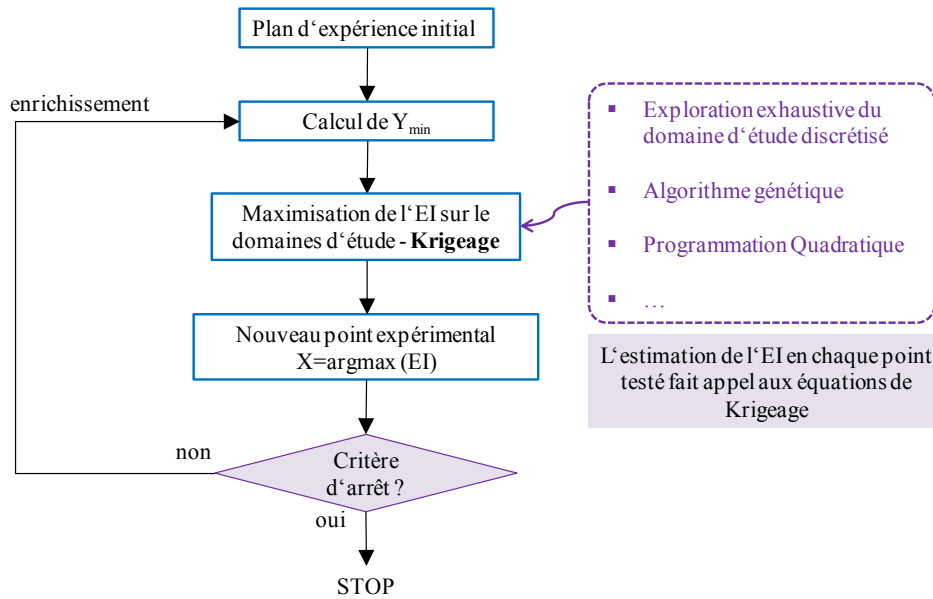 Plan d‘expérience initial
enrichissement
Calcul de Ymin
Maximisation de l‘EI sur le
domaines d‘étude - Krigeage
Nouveau point expérimental
X=argmax (EI)
non
Critère
d‘arrêt ?
oui
STOP
▪ Exploration exhaustive du
domaine d‘étude discrétisé
▪ Algorithme génétique
▪ Programmation Quadratique
▪ …
L‘estimation de l‘EI en chaque point
testé fait appel aux équations de
Krigeage